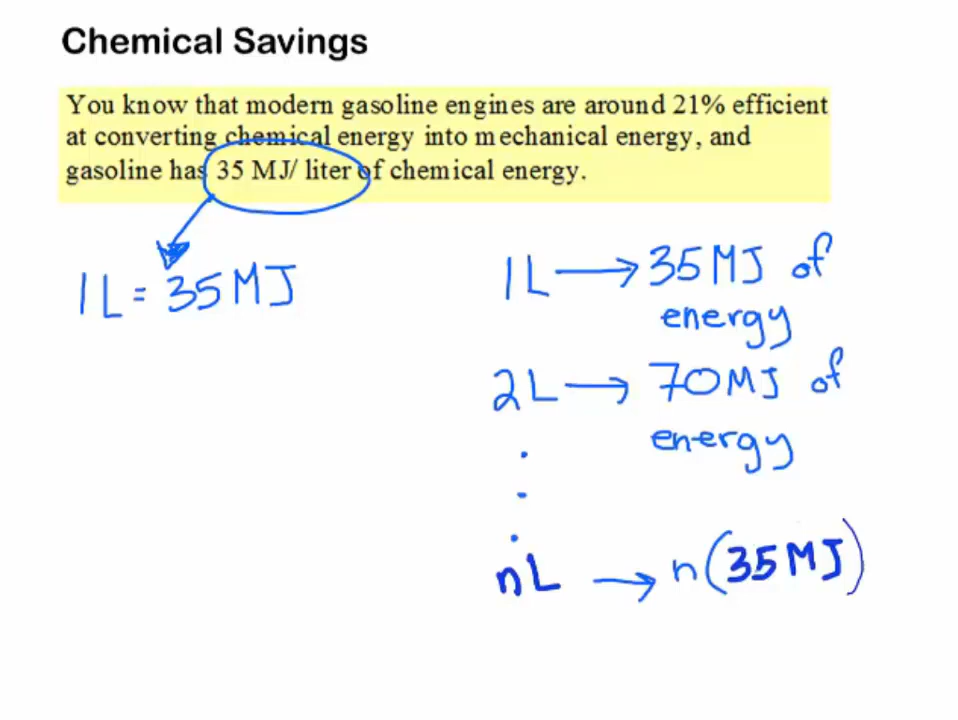 Chemical Savings
You know that modern gasoline engines are around 21% efficient
at converting chemical energy into mechanical energy, and
gasoline has 35 MJ/ liter of chemical energy.
1L = 35MJ
1L → 35MJ of
energy
2L → 70MJ of
energy
.
.
.
nL → n(35MJ)